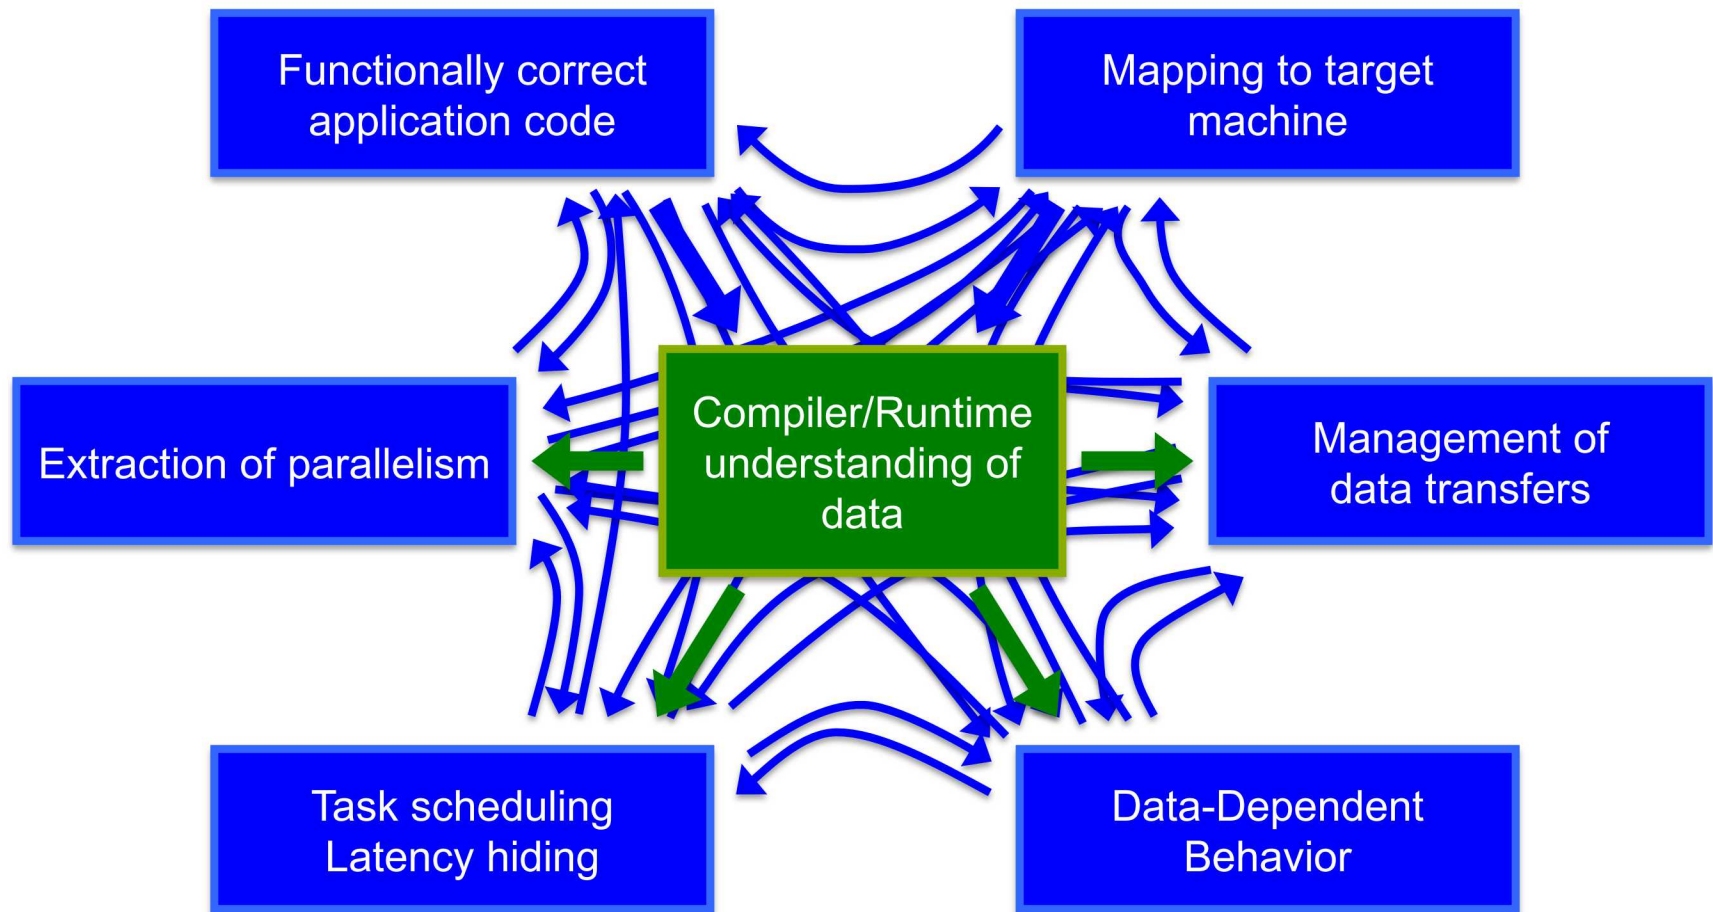 Functionally correct
application code
Mapping to target
machine
Extraction of parallelism
Compiler/Runtime
understanding of
data
Management of
data transfers
Task scheduling
Latency hiding
Data-Dependent
Behavior